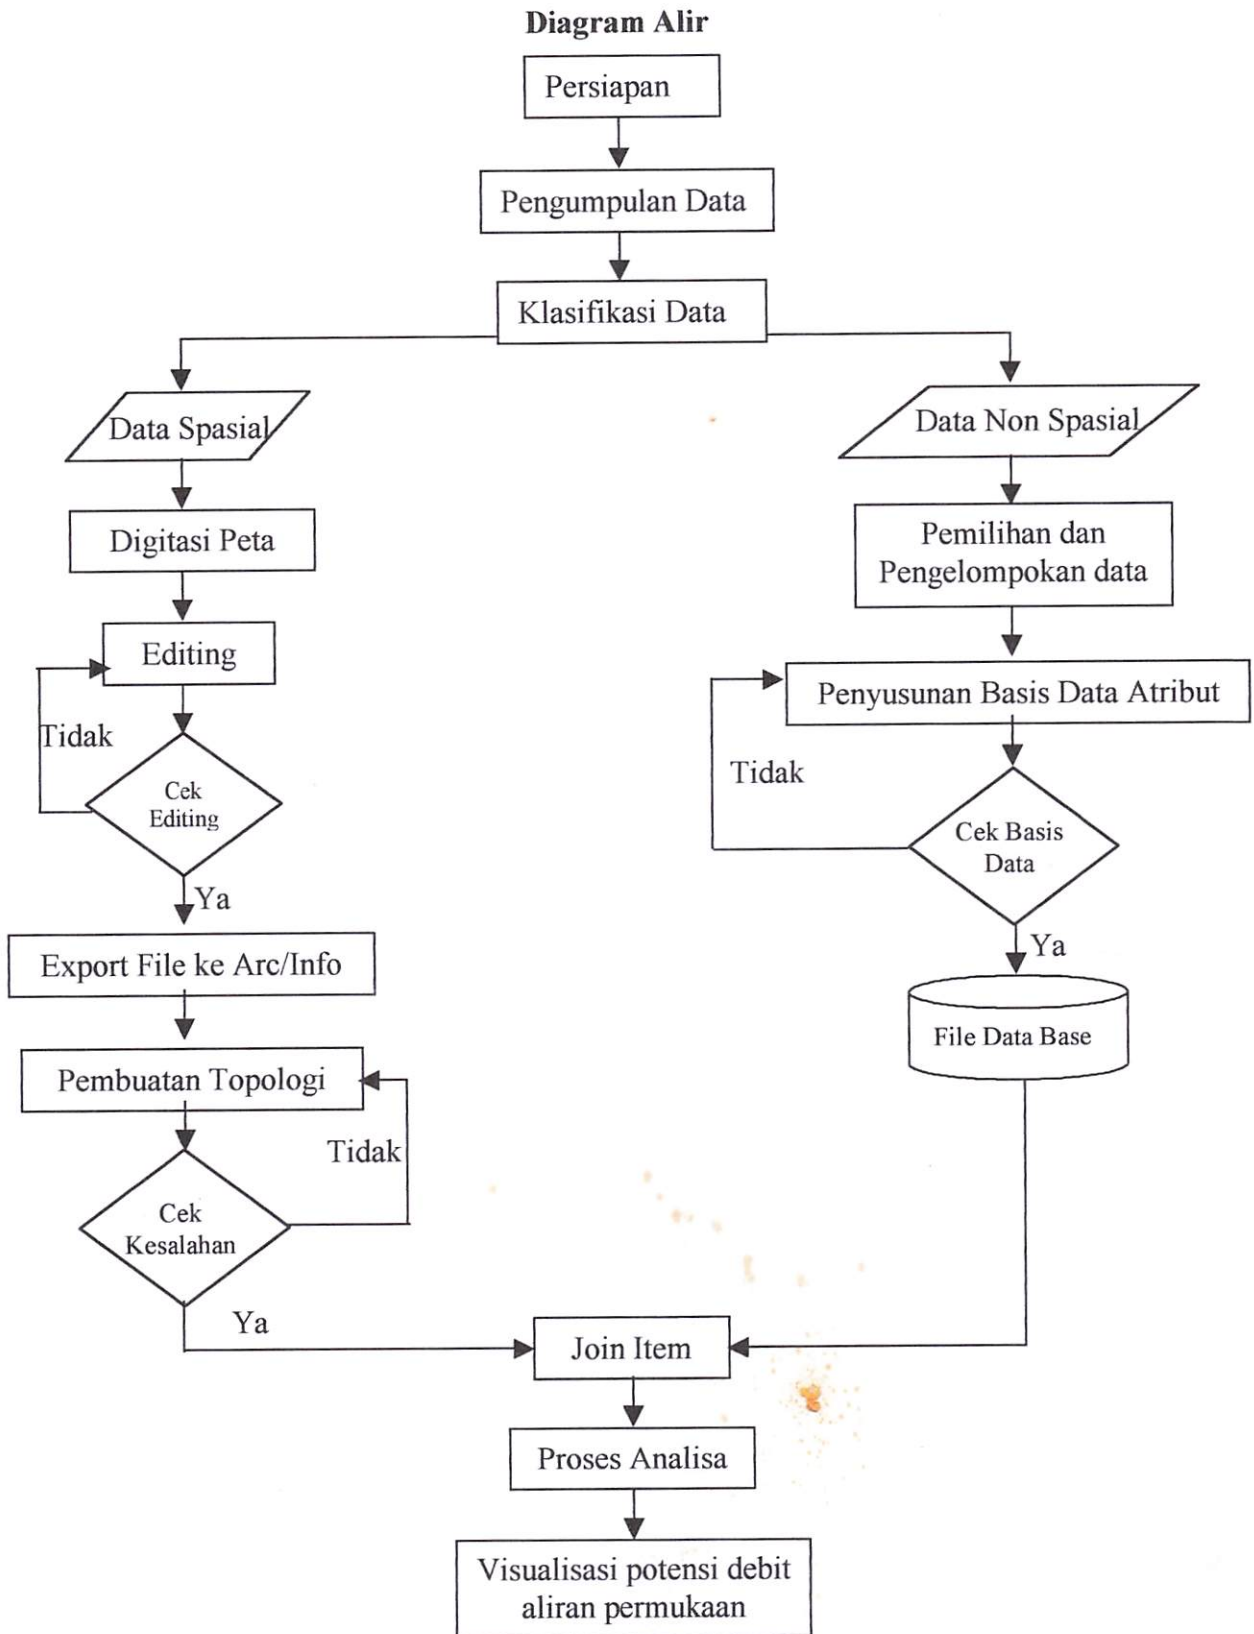 Diagram Alir
Persiapan
Pengumpulan Data
Klasifikasi Data
Data Spasial
Digitasi Peta
Editing
Tidak
Cek
Editing
Ya
Export File ke Arc/Info
Pembuatan Topologi
Tidak
Cek
Kesalahan
Ya
Data Non Spasial
Pemilihan dan
Pengelompokan data
Penyusunan Basis Data Atribut
Tidak
Cek Basis
Data
Ya
File Data Base
Join Item
Proses Analisa
Visualisasi potensi debit
aliran permukaan